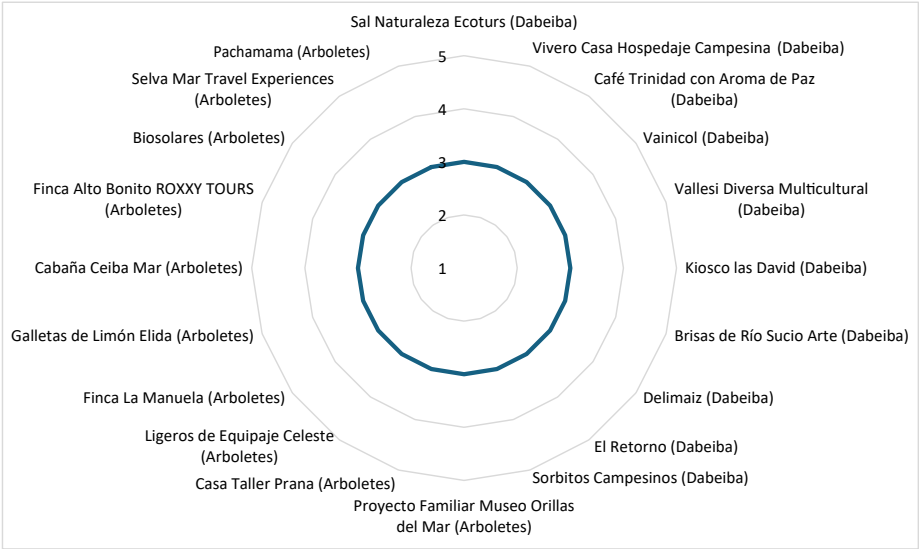 Sal Naturaleza Ecoturs (Dabeiba)
Vivero Casa Hospedaje Campesina (Dabeiba)
Café Trinidad con Aroma de Paz
(Dabeiba)
Vainicol (Dabeiba)
Vallesi Diversa Multicultural
(Dabeiba)
Kiosco las David (Dabeiba)
Brisas de Río Sucio Arte (Dabeiba)
Delimaiz (Dabeiba)
El Retorno (Dabeiba)
Sorbitos Campesinos (Dabeiba)
Proyecto Familiar Museo Orillas
del Mar (Arboletes)
Casa Taller Prana (Arboletes)
Ligeros de Equipaje Celeste
(Arboletes)
Finca La Manuela (Arboletes)
Galletas de Limón Elida (Arboletes)
Cabaña Ceiba Mar (Arboletes)
Finca Alto Bonito ROXXY TOURS
(Arboletes)
Biosolares (Arboletes)
Selva Mar Travel Experiences
(Arboletes)
Pachamama (Arboletes)
5
4
3
2
1